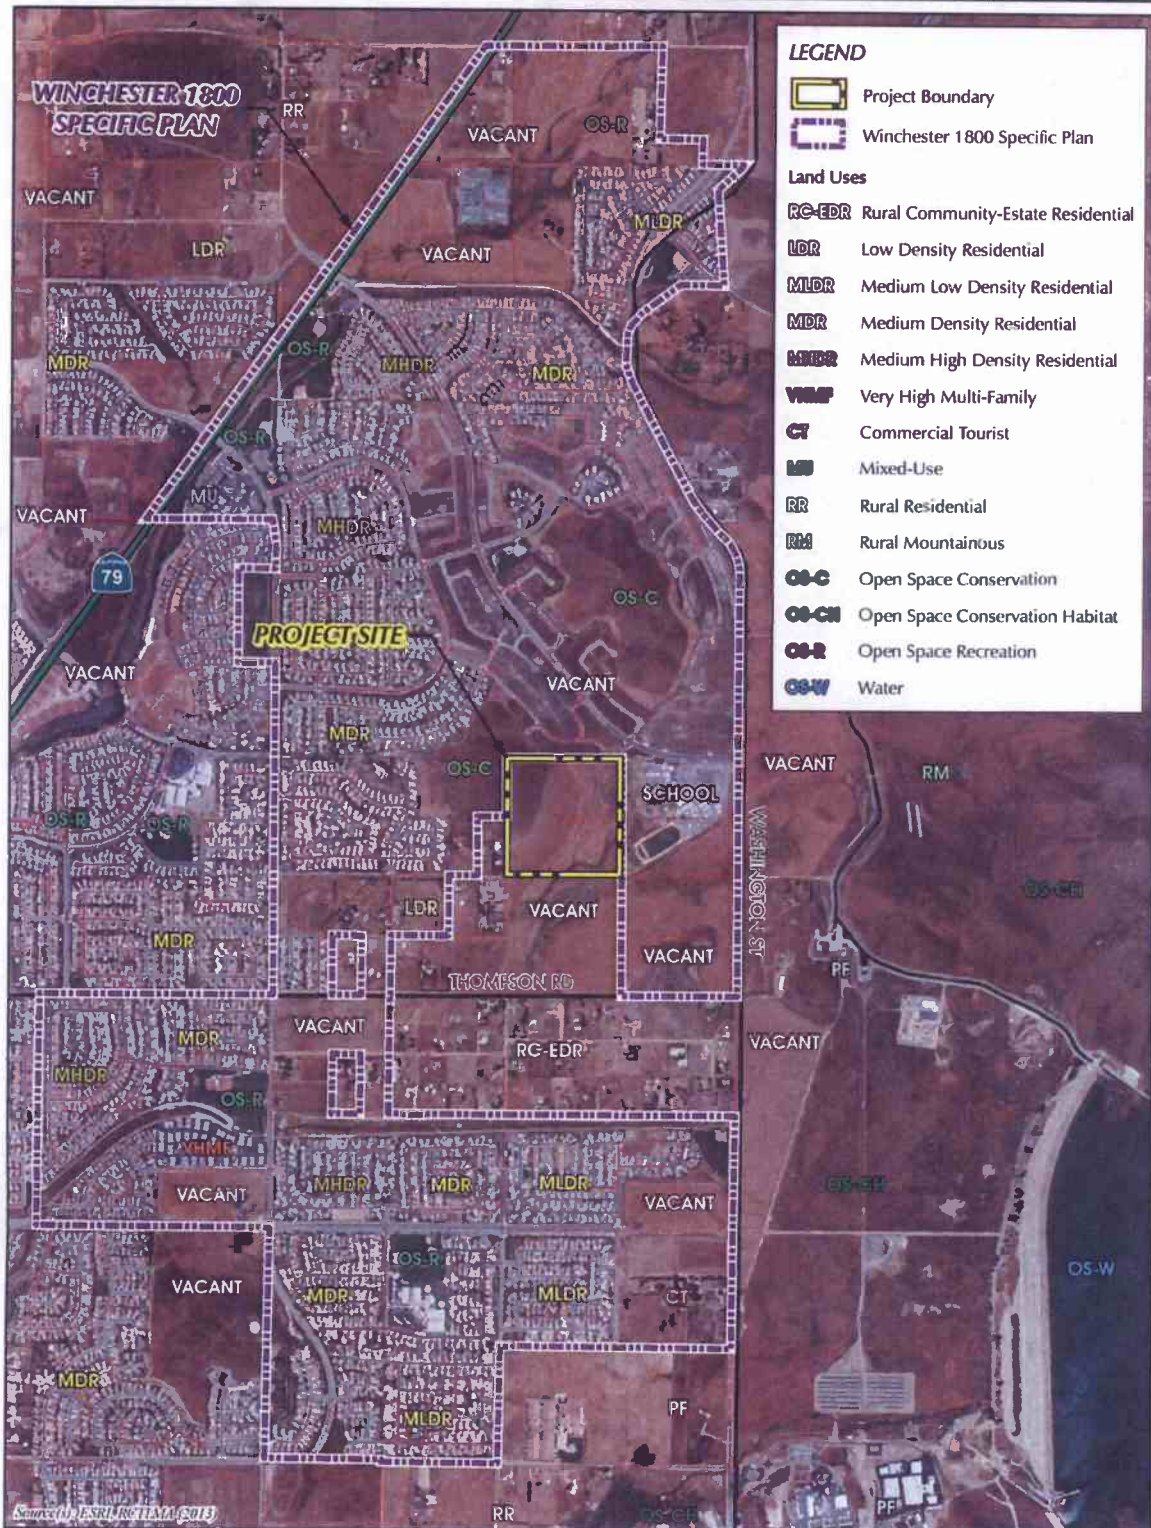 WINCHESTER 1800
SPECIFIC PLAN
RR
VACANT
OS-R
VACANT
MLDR
LDR
VACANT
OS-R
MDR
MHDR
MDR
OS-R
MU
VACANT
MHDR
79
OS-C
PROJECT SITE
VACANT
VACANT
MDR
OS-C
VACANT
RM
SCHOOL
OS-R
OS-R
WASHINGTON ST
OS-CH
LDR
VACANT
MDR
VACANT
PF
THOMPSON RD
MDR
VACANT
VACANT
RC-EDR
MHDR
OS-R
VHMF
MHDR
MDR
MLDR
VACANT
VACANT
OS-CH
OS-R
OS-W
VACANT
MDR
MLDR
CT
MDR
MLDR
PF
PF
RR
OS-CH
LEGEND
Project Boundary
Winchester 1800 Specific Plan
Land Uses
RC-EDR Rural Community-Estate Residential
LDR Low Density Residential
MLDR Medium Low Density Residential
MDR Medium Density Residential
MHDR Medium High Density Residential
VHMF Very High Multi-Family
CT Commercial Tourist
MU Mixed-Use
RR Rural Residential
RM Rural Mountainous
OS-C Open Space Conservation
OS-CH Open Space Conservation Habitat
OS-R Open Space Recreation
OS-W Water
Source(s): ESRI, RCTLMA (2013)